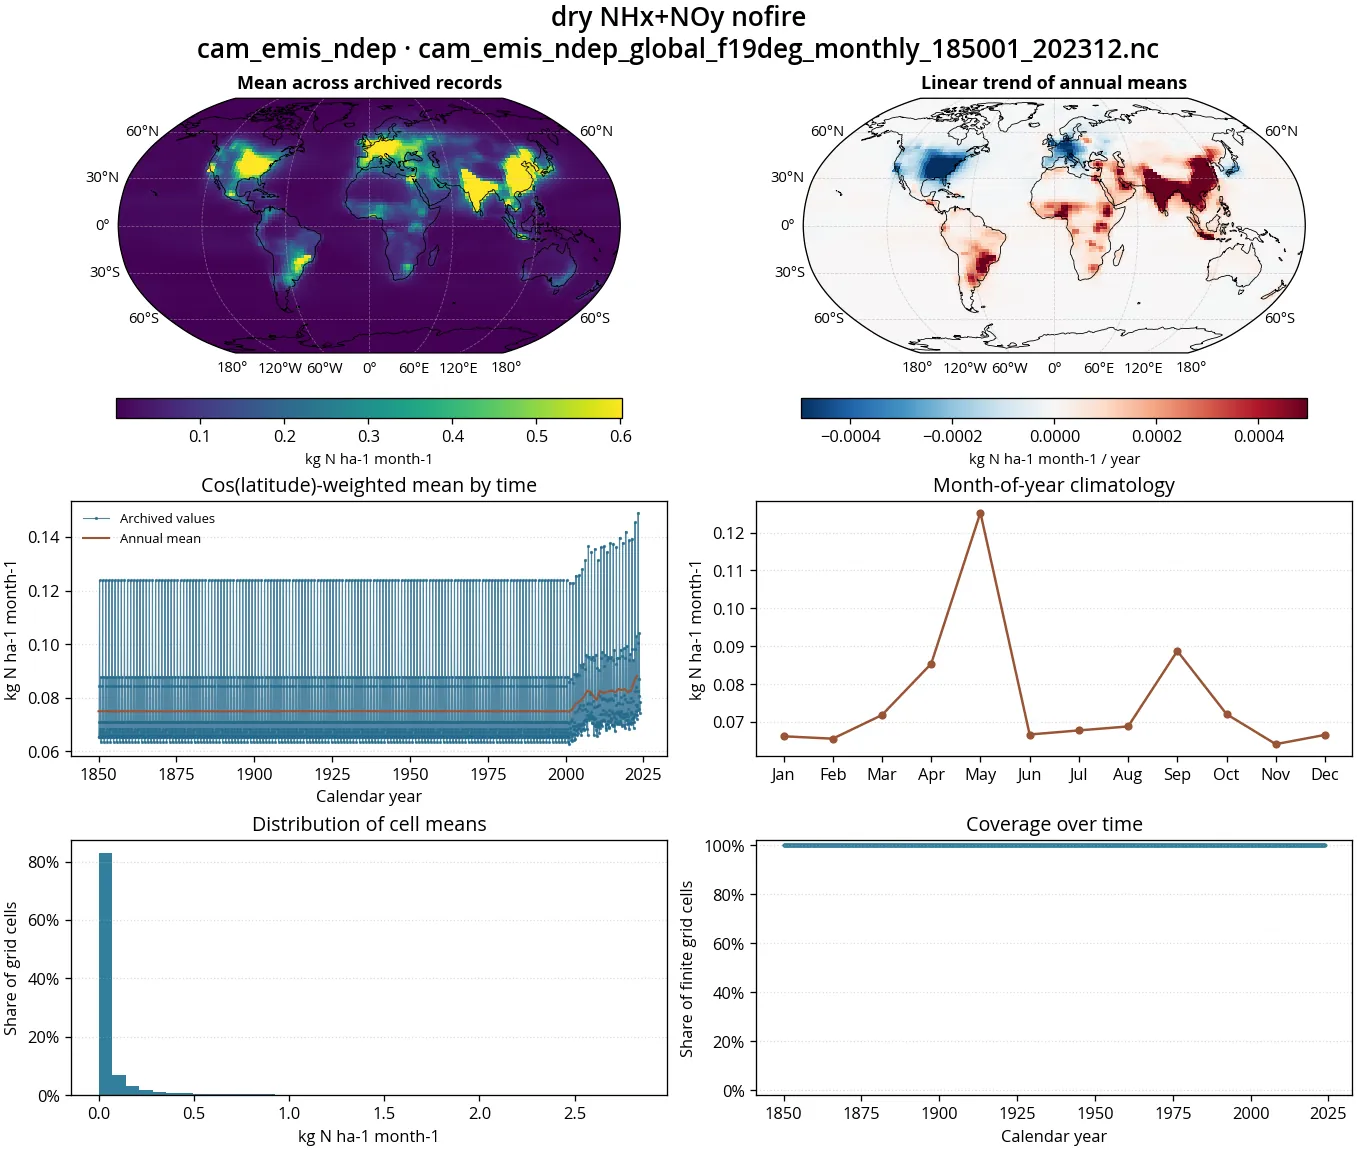 dry NHx+NOy nofire
cam_emis_ndep · cam_emis_ndep_global_f19deg_monthly_185001_202312.nc
Mean across archived records
60°N 60°N
30°N 30°N
0° 0°
30°S 30°S
60°S 60°S
180° 120°W 60°W 0° 60°E 120°E 180°
0.1 0.2 0.3 0.4 0.5 0.6
kg N ha-1 month-1
Linear trend of annual means
60°N 60°N
30°N 30°N
0° 0°
30°S 30°S
60°S 60°S
180° 120°W 60°W 0° 60°E 120°E 180°
−0.0004 −0.0002 0.0000 0.0002 0.0004
kg N ha-1 month-1 / year
Cos(latitude)-weighted mean by time
kg N ha-1 month-1
0.14
0.12
0.10
0.08
0.06
Archived values
Annual mean
1850 1875 1900 1925 1950 1975 2000 2025
Calendar year
Month-of-year climatology
kg N ha-1 month-1
0.12
0.11
0.10
0.09
0.08
0.07
Jan Feb Mar Apr May Jun Jul Aug Sep Oct Nov Dec
Distribution of cell means
Share of grid cells
80%
60%
40%
20%
0%
0.0 0.5 1.0 1.5 2.0 2.5
kg N ha-1 month-1
Coverage over time
Share of finite grid cells
100%
80%
60%
40%
20%
0%
1850 1875 1900 1925 1950 1975 2000 2025
Calendar year